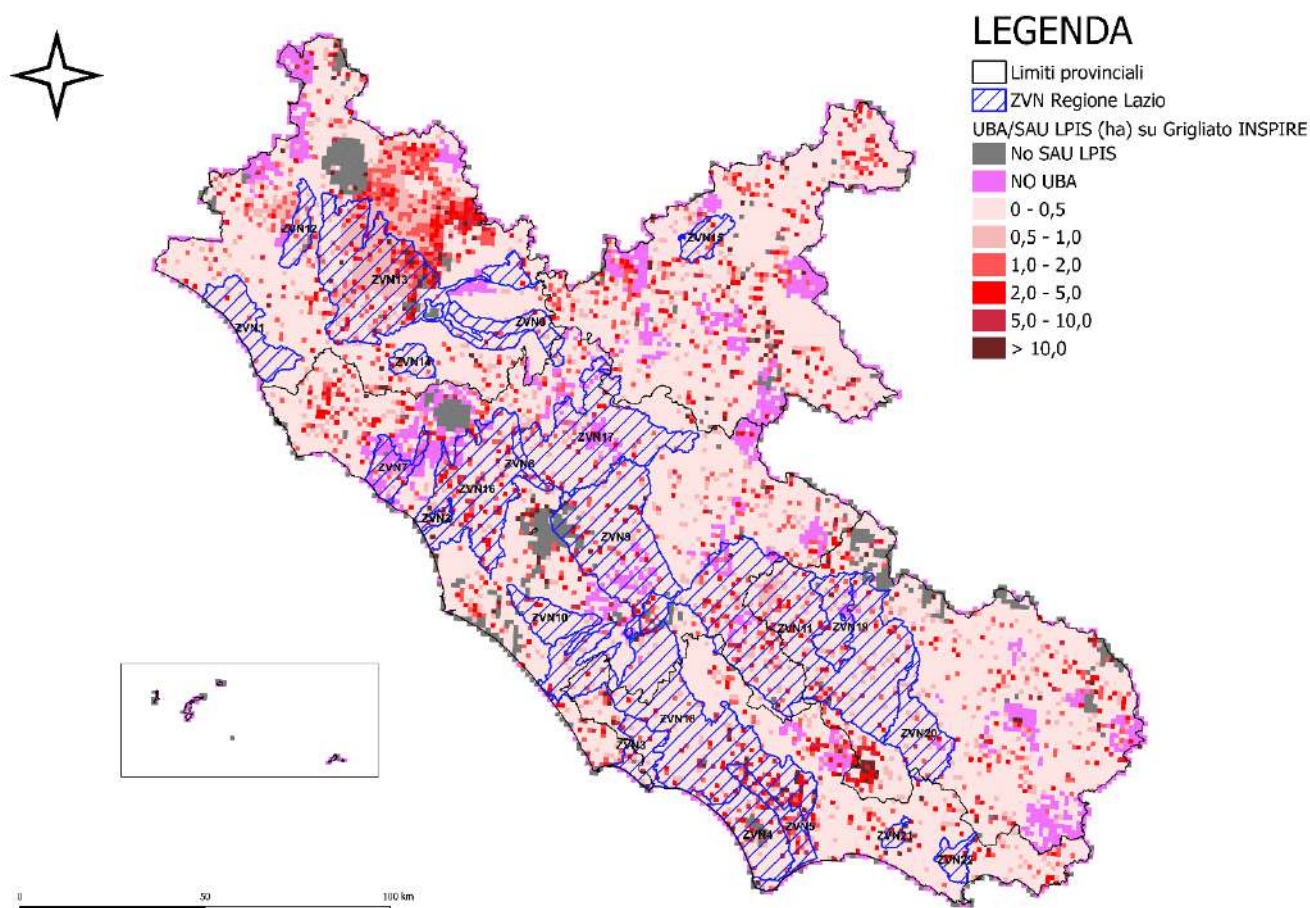 LEGENDA
Limiti provinciali
ZVN Regione Lazio
UBA/SAU LPIS (ha) su Grigliato INSPIRE
No SAU LPIS
NO UBA
0 - 0,5
0,5 - 1,0
1,0 - 2,0
2,0 - 5,0
5,0 - 10,0
> 10,0
ZVN12
ZVN15
ZVN13
ZVN1
ZVN14
ZVN17
ZVN7
ZVN16
ZVN9
ZVN10
ZVN11
ZVN19
ZVN18
ZVN20
ZVN3
ZVN4
ZVN5
ZVN21
ZVN22
0
50
100 km